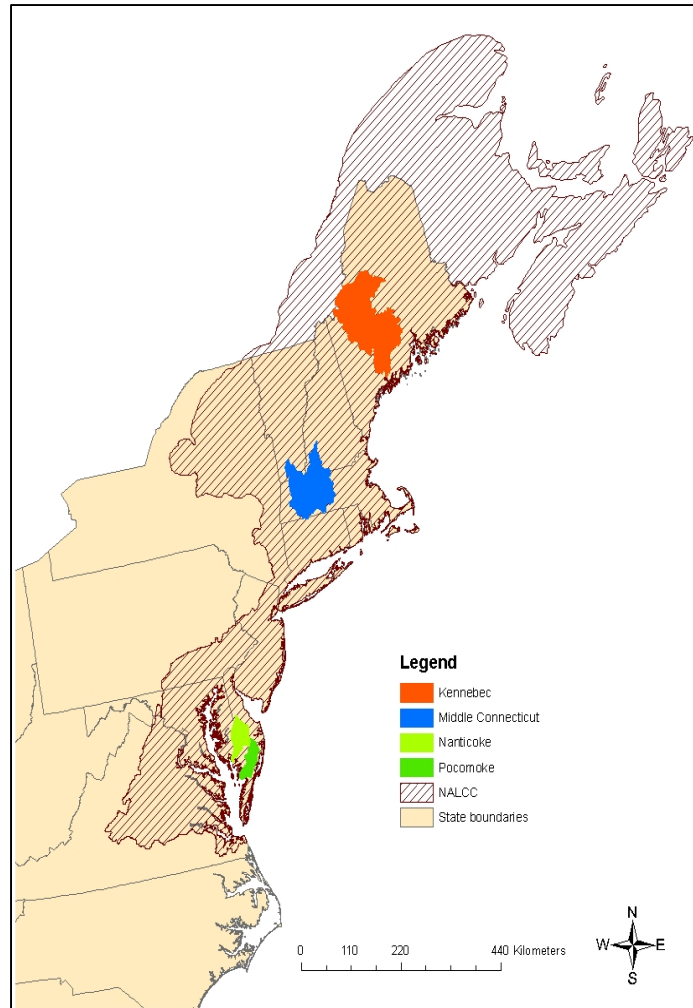 Legend
Kennebec
Middle Connecticut
Nanticoke
Pocomoke
NALCC
State boundaries
0 110 220 440 Kilometers
N
W E
S